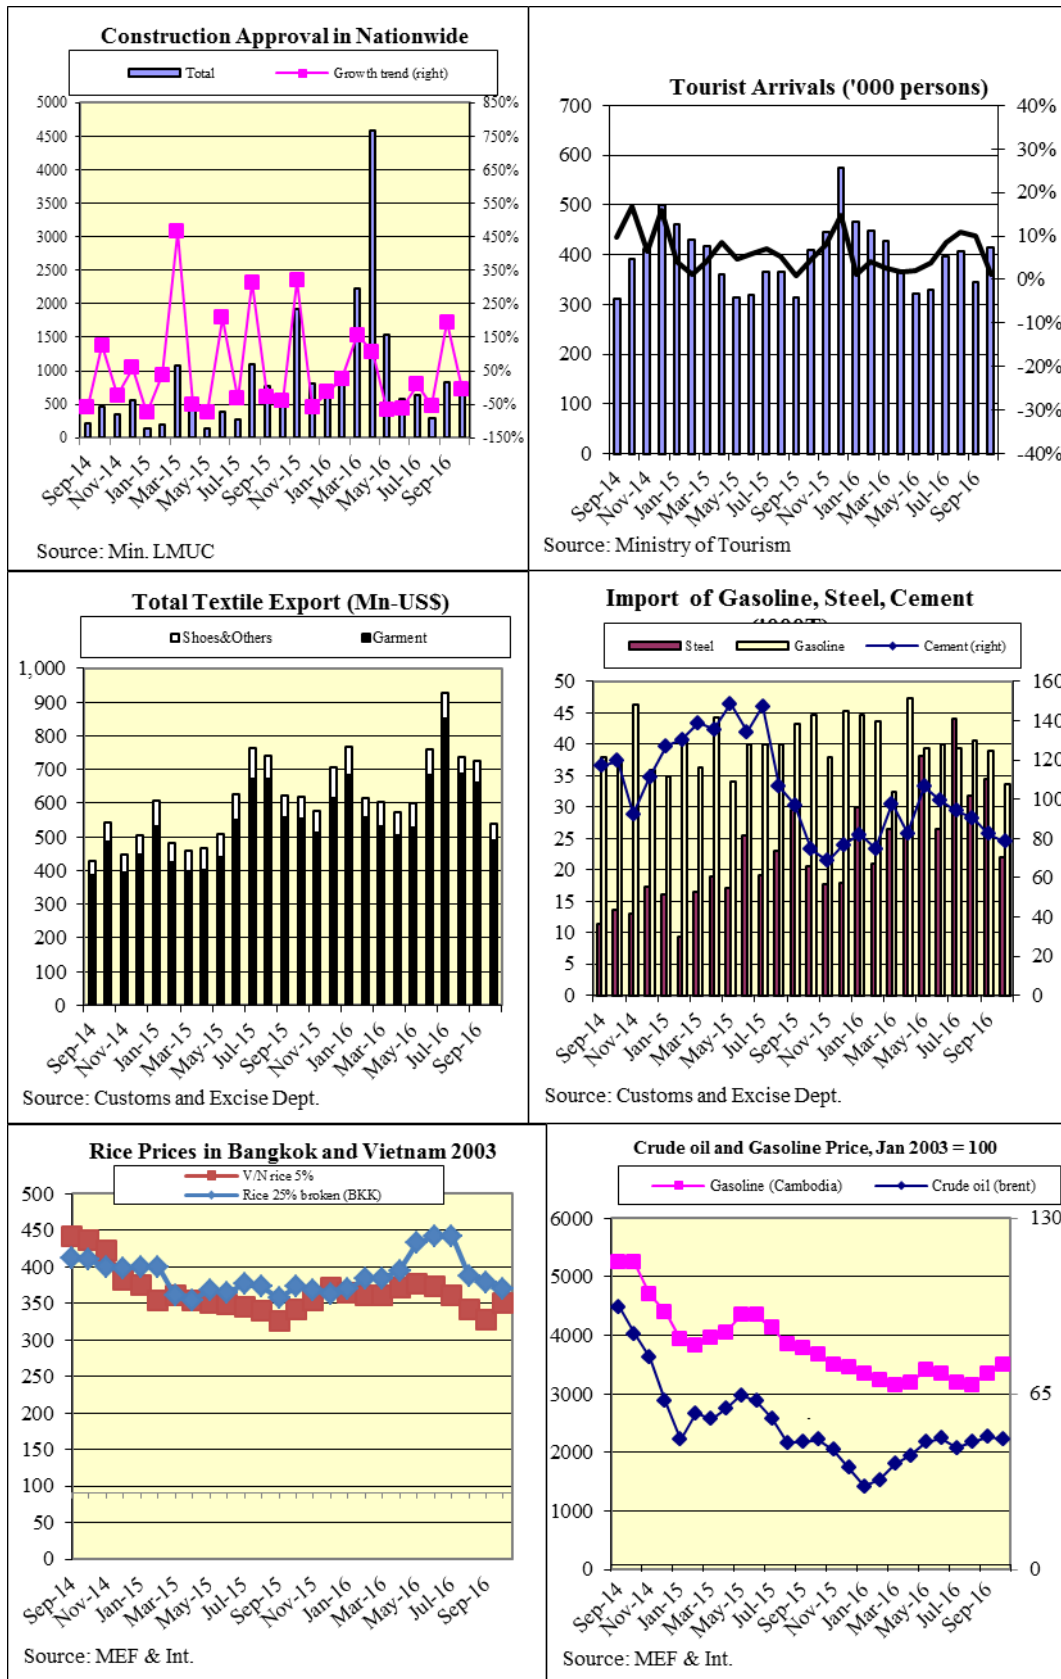 Construction Approval in Nationwide
Total
Growth trend (right)
5000
4500
4000
3500
3000
2500
2000
1500
1000
500
0
850%
750%
650%
550%
450%
350%
250%
150%
50%
-50%
-150%
Sep-14
Nov-14
Jan-15
Mar-15
May-15
Jul-15
Sep-15
Nov-15
Jan-16
Mar-16
May-16
Jul-16
Sep-16
Source: Min. LMUC
Tourist Arrivals ('000 persons)
700
600
500
400
300
200
100
0
40%
30%
20%
10%
0%
-10%
-20%
-30%
-40%
Sep-14
Nov-14
Jan-15
Mar-15
May-15
Jul-15
Sep-15
Nov-15
Jan-16
Mar-16
May-16
Jul-16
Sep-16
Source: Ministry of Tourism
Total Textile Export (Mn-US$)
Shoes&Others
Garment
1,000
900
800
700
600
500
400
300
200
100
0
Sep-14
Nov-14
Jan-15
Mar-15
May-15
Jul-15
Sep-15
Nov-15
Jan-16
Mar-16
May-16
Jul-16
Sep-16
Source: Customs and Excise Dept.
Import of Gasoline, Steel, Cement
('000T)
Steel
Gasoline
Cement (right)
50
45
40
35
30
25
20
15
10
5
0
160
140
120
100
80
60
40
20
0
Sep-14
Nov-14
Jan-15
Mar-15
May-15
Jul-15
Sep-15
Nov-15
Jan-16
Mar-16
May-16
Jul-16
Sep-16
Source: Customs and Excise Dept.
Rice Prices in Bangkok and Vietnam 2003
V/N rice 5%
Rice 25% broken (BKK)
500
450
400
350
300
250
200
150
100
50
0
Sep-14
Nov-14
Jan-15
Mar-15
May-15
Jul-15
Sep-15
Nov-15
Jan-16
Mar-16
May-16
Jul-16
Sep-16
Source: MEF & Int.
Crude oil and Gasoline Price, Jan 2003 = 100
Gasoline (Cambodia)
Crude oil (brent)
6000
5000
4000
3000
2000
1000
0
130
65
0
Sep-14
Nov-14
Jan-15
Mar-15
May-15
Jul-15
Sep-15
Nov-15
Jan-16
Mar-16
May-16
Jul-16
Sep-16
Source: MEF & Int.